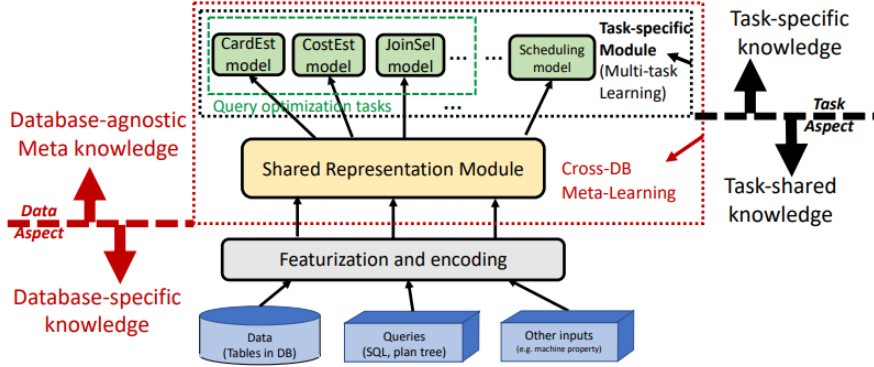 CardEst
model
CostEst
model
JoinSel
model
... ...
Scheduling
model
Task-specific
Module
(Multi-task
Learning)
Query optimization tasks
...
Task-specific
knowledge
Task
Aspect
Task-shared
knowledge
Database-agnostic
Meta knowledge
Data
Aspect
Database-specific
knowledge
Shared Representation Module
Cross-DB
Meta-Learning
Featurization and encoding
Data
(Tables in DB)
Queries
(SQL, plan tree)
Other inputs
(e.g. machine property)